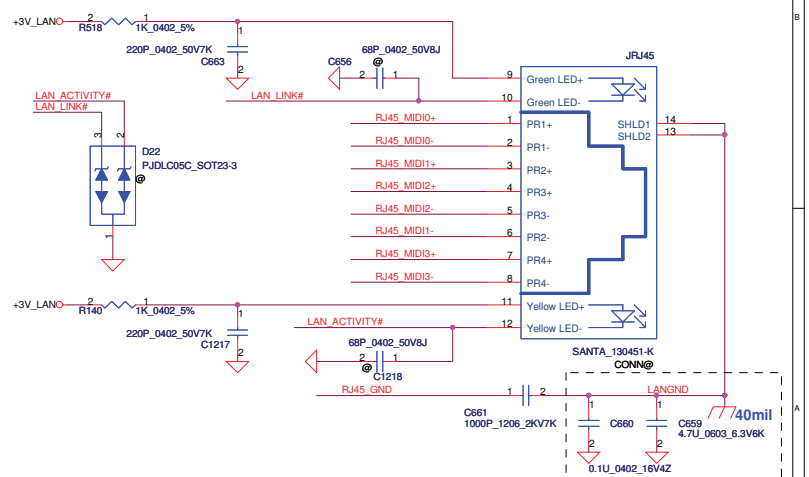 B
+3V_LAN 2 1
R518 1K_0402_5%
1
220P_0402_50V7K
C663
2
68P_0402_50V8J
C656 @
2 1
JRJ45
9 Green LED+
LAN_LINK# 10 Green LED-
LAN_ACTIVITY#
LAN_LINK#
RJ45_MIDI0+ 1 PR1+
SHLD1 14
SHLD2 13
RJ45_MIDI0- 2 PR1-
3 2
D22
PJDLC05C_SOT23-3
@
1
RJ45_MIDI1+ 3 PR2+
RJ45_MIDI2+ 4 PR3+
RJ45_MIDI2- 5 PR3-
RJ45_MIDI1- 6 PR2-
RJ45_MIDI3+ 7 PR4+
RJ45_MIDI3- 8 PR4-
+3V_LAN 2 1
R140 1K_0402_5%
11 Yellow LED+
1
220P_0402_50V7K
C1217
2
LAN_ACTIVITY# 12 Yellow LED-
68P_0402_50V8J
2 1
@ C1218
SANTA_130451-K
CONN@
RJ45_GND 1 2 LANGND
C661
1000P_1206_2KV7K
1 1
C660 C659
4.7U_0603_6.3V6K
2 2
0.1U_0402_16V4Z
40mil
A